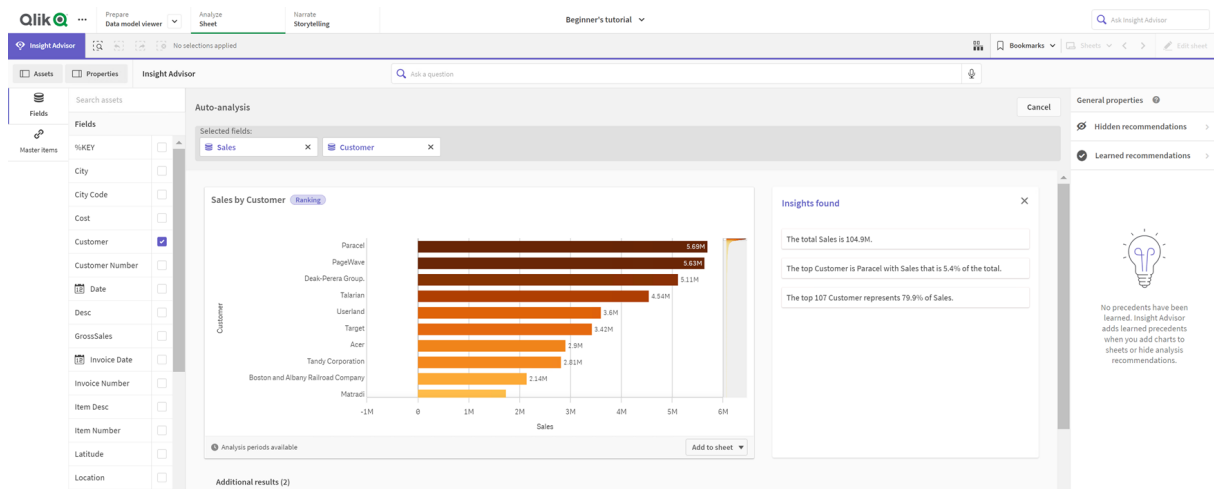 Qlik
Prepare
Data model viewer
Analyze
Sheet
Narrate
Storytelling
Beginner's tutorial
Ask Insight Advisor
Insight Advisor
No selections applied
Bookmarks
Sheets
Edit sheet
Assets
Properties
Insight Advisor
Ask a question
Fields
Master items
Search assets
Fields
%KEY
City
City Code
Cost
Customer
Customer Number
Date
Desc
GrossSales
Invoice Date
Invoice Number
Item Desc
Item Number
Latitude
Location
Auto-analysis
Cancel
Selected fields:
Sales
Customer
Sales by Customer
Ranking
Customer
Paracel
5.69M
PageWave
5.63M
Deak-Perera Group.
5.11M
Talarian
4.54M
Userland
3.6M
Target
3.42M
Acer
2.9M
Tandy Corporation
2.81M
Boston and Albany Railroad Company
2.14M
Matradi
-1M 0 1M 2M 3M 4M 5M 6M
Sales
Analysis periods available
Add to sheet
Additional results (2)
Insights found
The total Sales is 104.9M.
The top Customer is Paracel with Sales that is 5.4% of the total.
The top 107 Customer represents 79.9% of Sales.
General properties
Hidden recommendations
Learned recommendations
No precedents have been
learned. Insight Advisor
adds learned precedents
when you add charts to
sheets or hide analysis
recommendations.